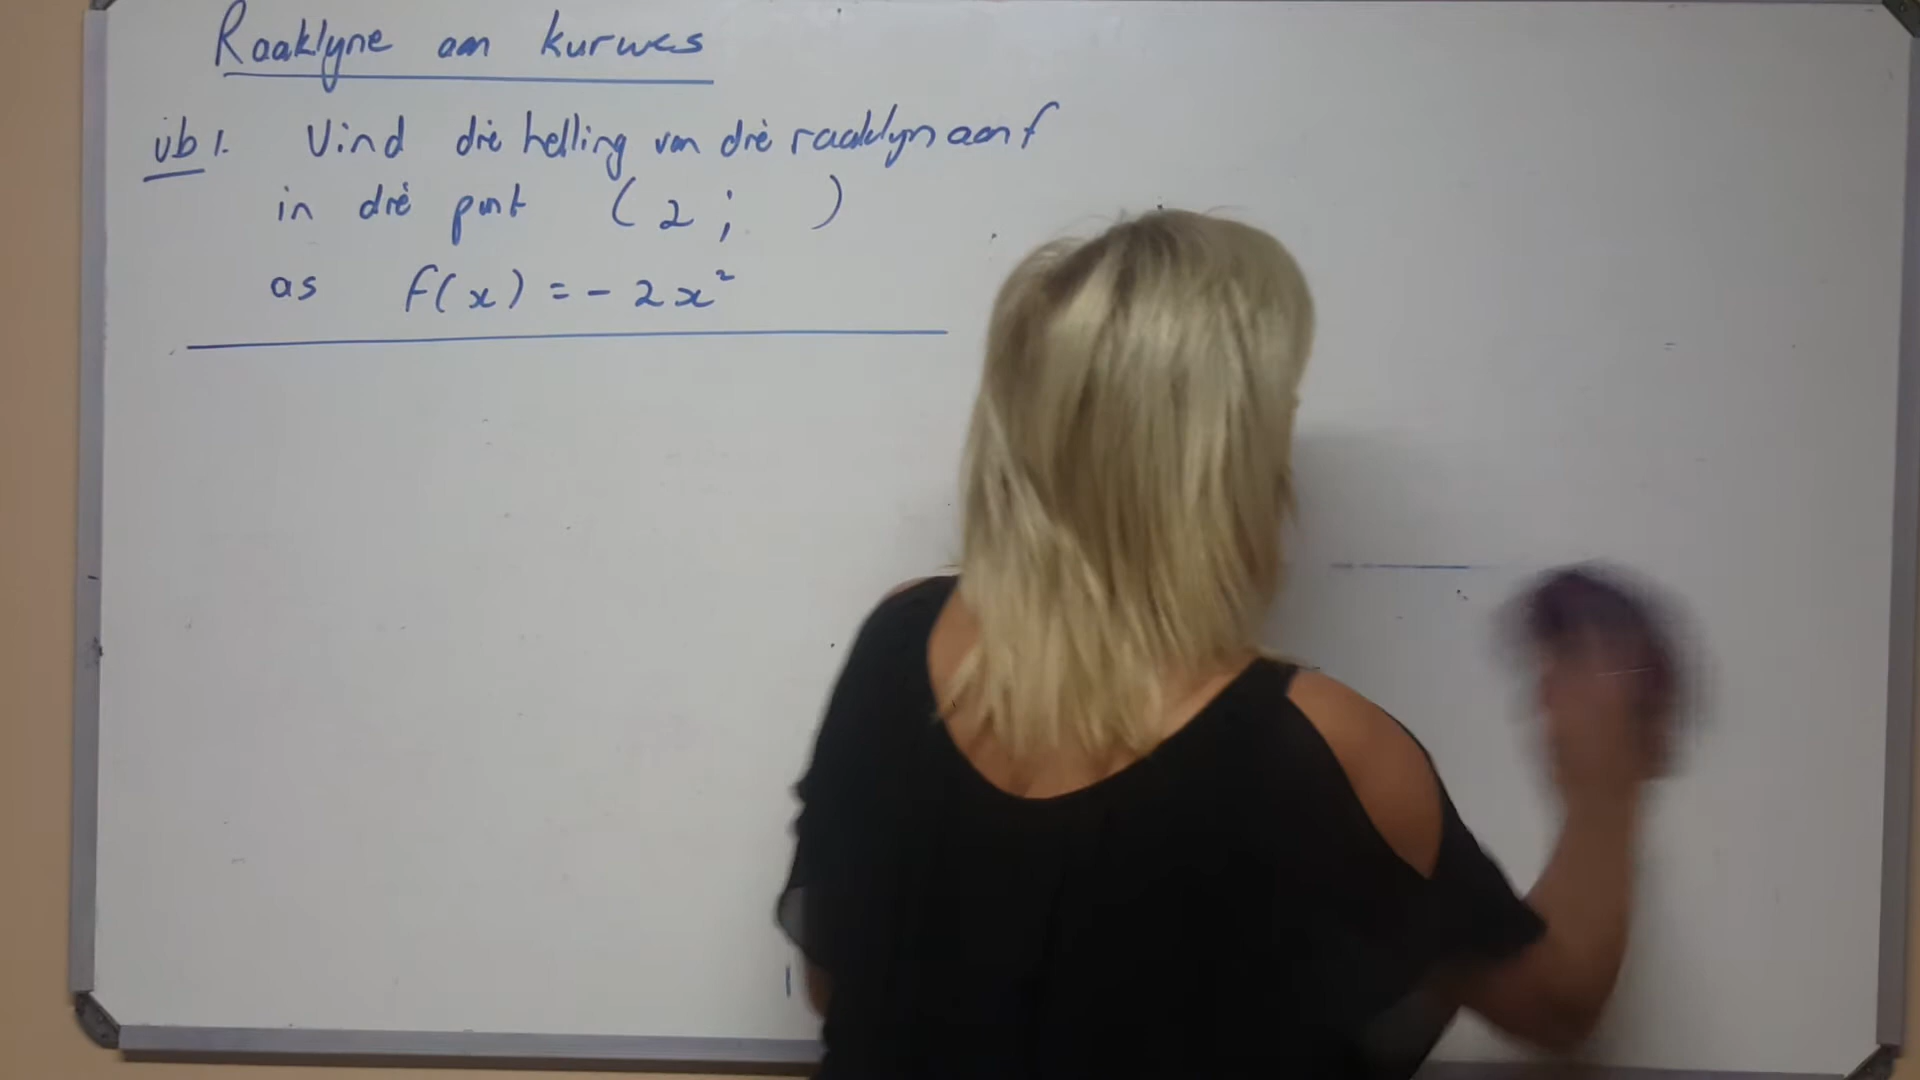 Raaklyne aan kurwes
vb 1. Vind die helling van die raaklyn aan f
in die punt (2; )
as f(x) = - 2x²